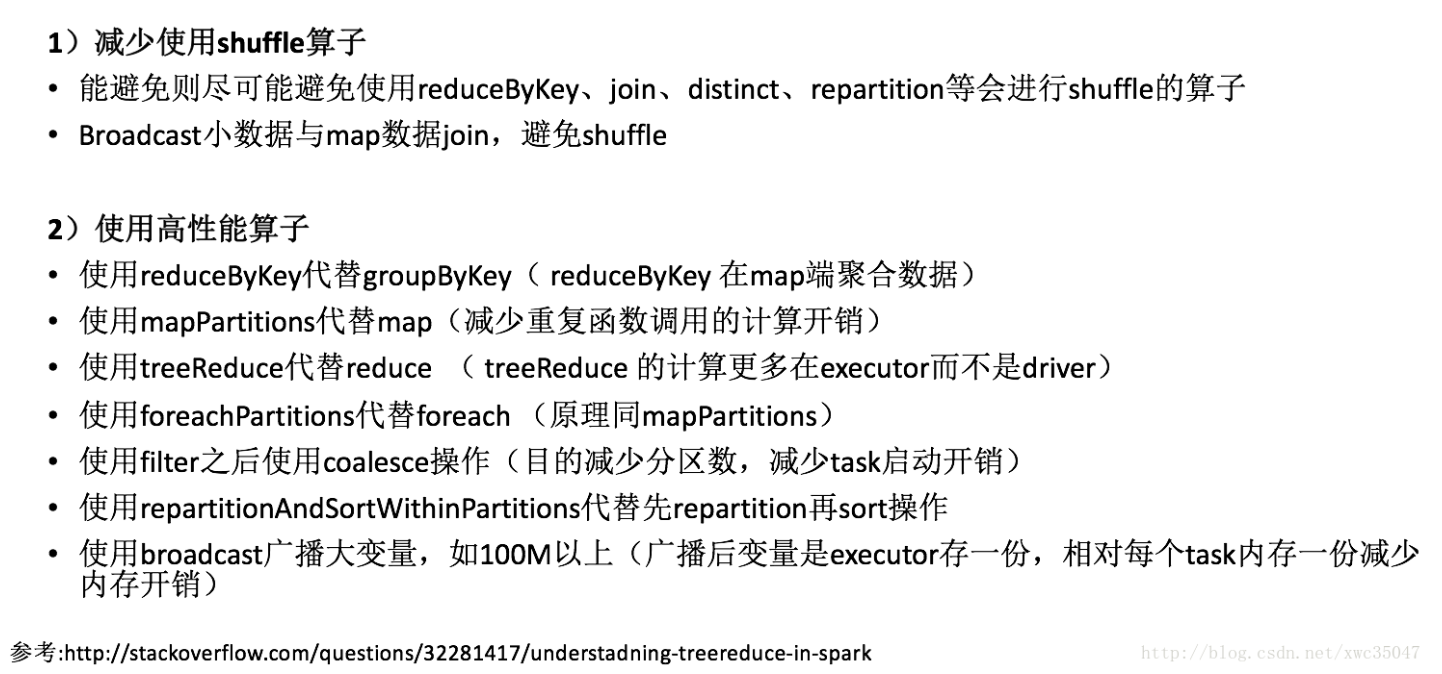 1）减少使用shuffle算子
• 能避免则尽可能避免使用reduceByKey、join、distinct、repartition等会进行shuffle的算子
• Broadcast小数据与map数据join，避免shuffle
2）使用高性能算子
• 使用reduceByKey代替groupByKey（ reduceByKey 在map端聚合数据）
• 使用mapPartitions代替map（减少重复函数调用的计算开销）
• 使用treeReduce代替reduce （ treeReduce 的计算更多在executor而不是driver）
• 使用foreachPartitions代替foreach （原理同mapPartitions）
• 使用filter之后使用coalesce操作（目的减少分区数，减少task启动开销）
• 使用repartitionAndSortWithinPartitions代替先repartition再sort操作
• 使用broadcast广播大变量，如100M以上（广播后变量是executor存一份，相对每个task内存一份减少
内存开销）
参考:http://stackoverflow.com/questions/32281417/understadning-treereduce-in-spark
http://blog.csdn.net/xwc35047